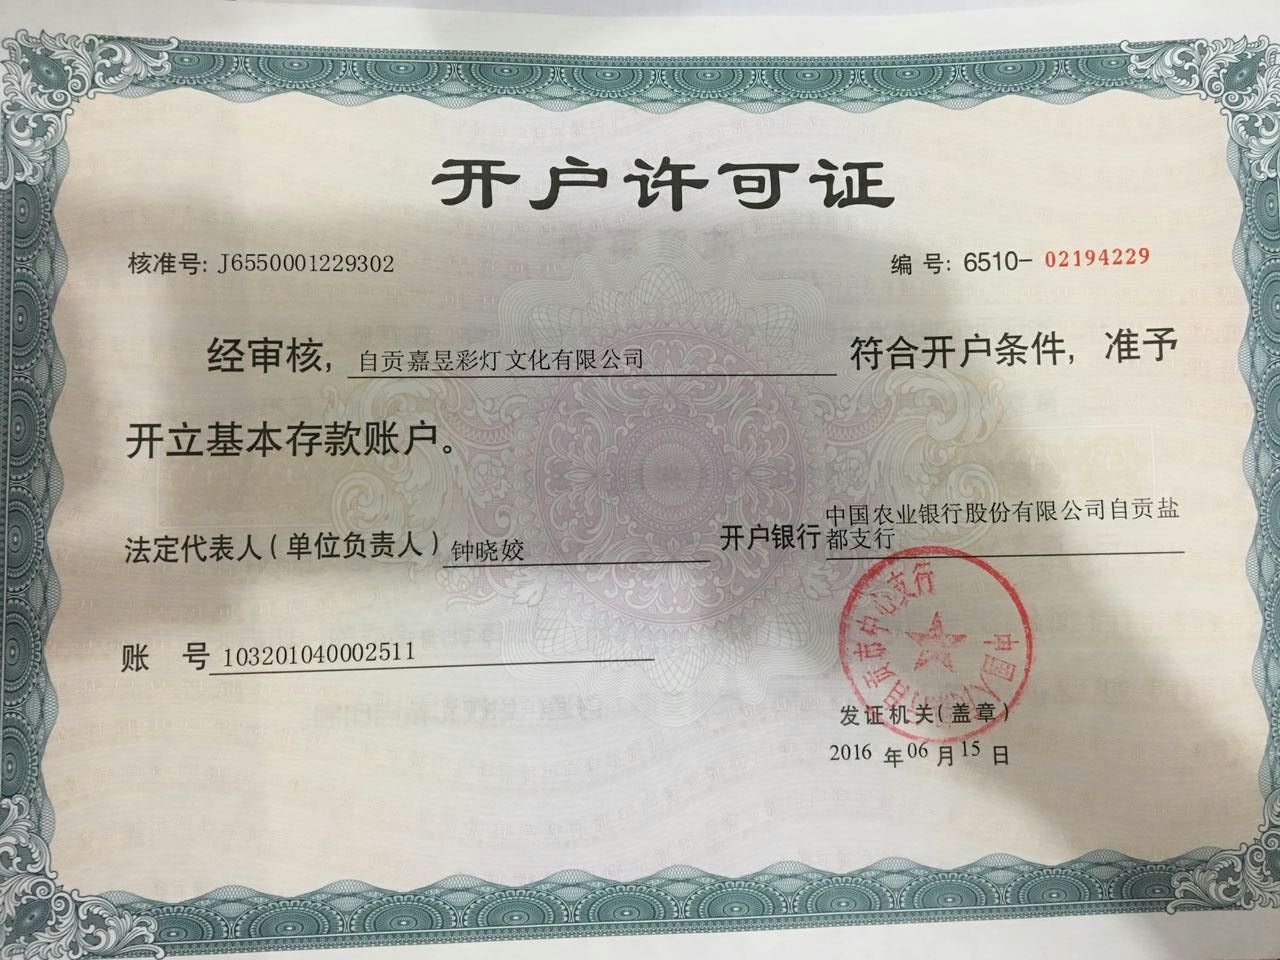 开户许可证
核准号: J6550001229302
编 号: 6510- 02194229
经审核, 自贡嘉昱彩灯文化有限公司 符合开户条件, 准予
开立基本存款账户。
法定代表人(单位负责人) 钟晓姣
开户银行 中国农业银行股份有限公司自贡盐
都支行
账 号 103201040002511
发证机关(盖章)
2016 年 06 月 15 日